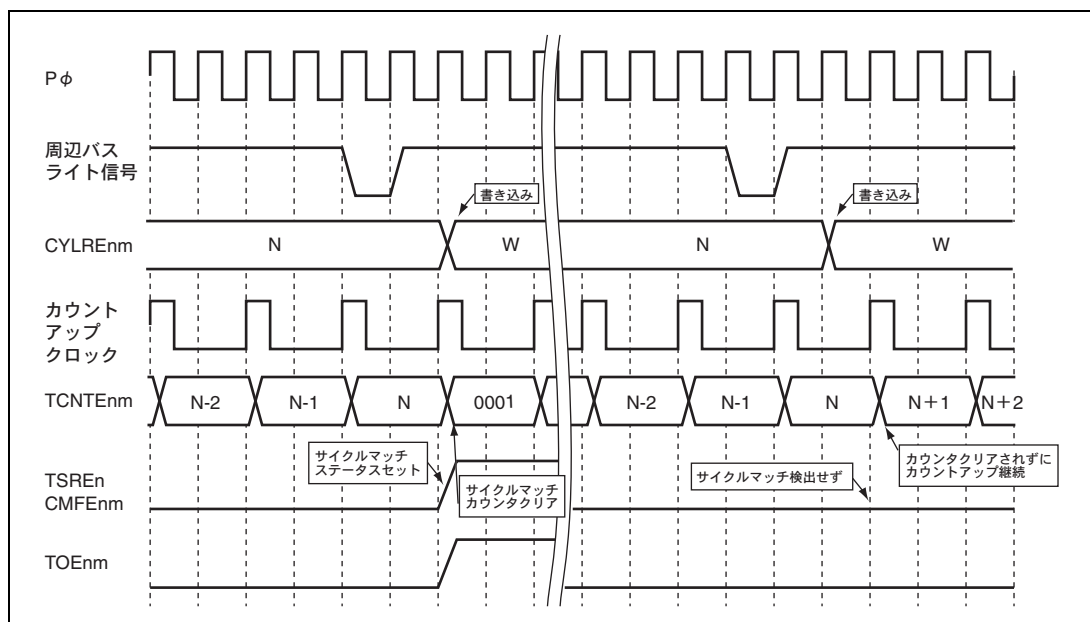 Pφ
周辺バス
ライト信号
書き込み
書き込み
CYLREnm
N
W
N
W
カウント
アップ
クロック
TCNTEnm
N-2
N-1
N
0001
N-2
N-1
N
N+1
N+2
サイクルマッチ
ステータスセット
サイクルマッチ
カウンタクリア
サイクルマッチ検出せず
カウンタクリアされずに
カウントアップ継続
TSREn
CMFEnm
TOEnm